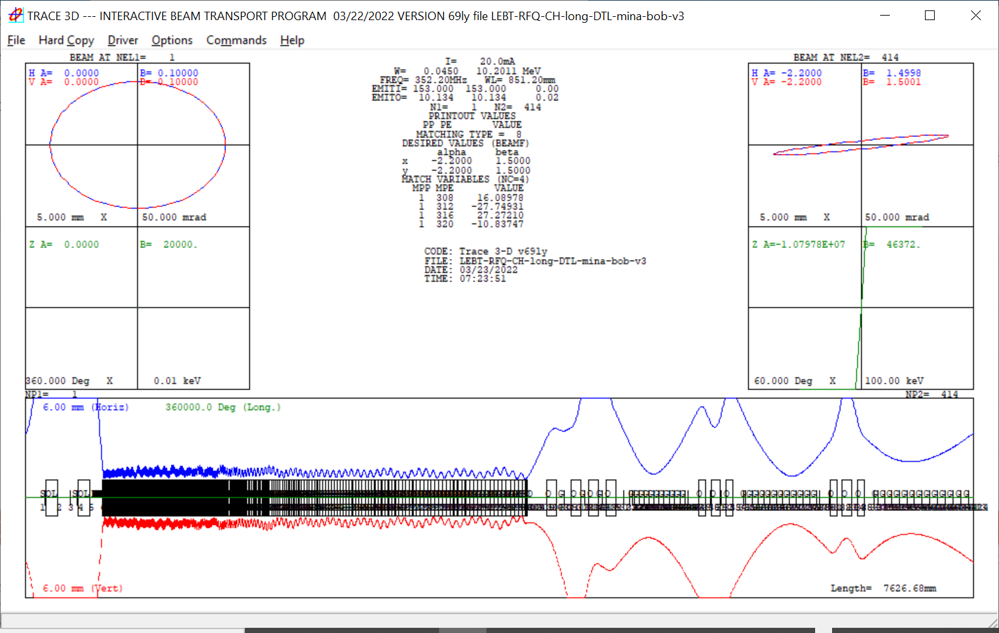 TRACE 3D --- INTERACTIVE BEAM TRANSPORT PROGRAM 03/22/2022 VERSION 69ly file LEBT-RFQ-CH-long-DTL-mina-bob-v3
File Hard Copy Driver Options Commands Help
BEAM AT NEL1= 1
H A= 0.0000 B= 0.10000
V A= 0.0000 B= 0.10000
5.000 mm X 50.000 mrad
Z A= 0.0000 B= 20000.
360.000 Deg X 0.01 keV
NP1= 1
I= 20.0mA
W= 0.0450 10.2011 MeV
FREQ= 352.20MHz WL= 851.20mm
EMITI= 153.000 153.000 0.00
EMITO= 10.134 10.134 0.02
N1= 1 N2= 414
PRINTOUT VALUES
PP PE VALUE
MATCHING TYPE = 8
DESIRED VALUES (BEAMF)
alpha beta
x -2.2000 1.5000
y -2.2000 1.5000
MATCH VARIABLES (NC=4)
MPP MPE VALUE
1 308 16.08978
1 312 -27.74931
1 316 27.27210
1 320 -10.83747
CODE: Trace 3-D v69ly
FILE: LEBT-RFQ-CH-long-DTL-mina-bob-v3
DATE: 03/23/2022
TIME: 07:23:51
BEAM AT NEL2= 414
H A= -2.2000 B= 1.4998
V A= -2.2000 B= 1.5001
5.000 mm X 50.000 mrad
Z A=-1.07978E+07 B= 46372.
60.000 Deg X 100.00 keV
NP2= 414
6.00 mm (Horiz) 360000.0 Deg (Long.)
SOL SOL
1 2 3 4 5
6.00 mm (Vert)
Length= 7626.68mm